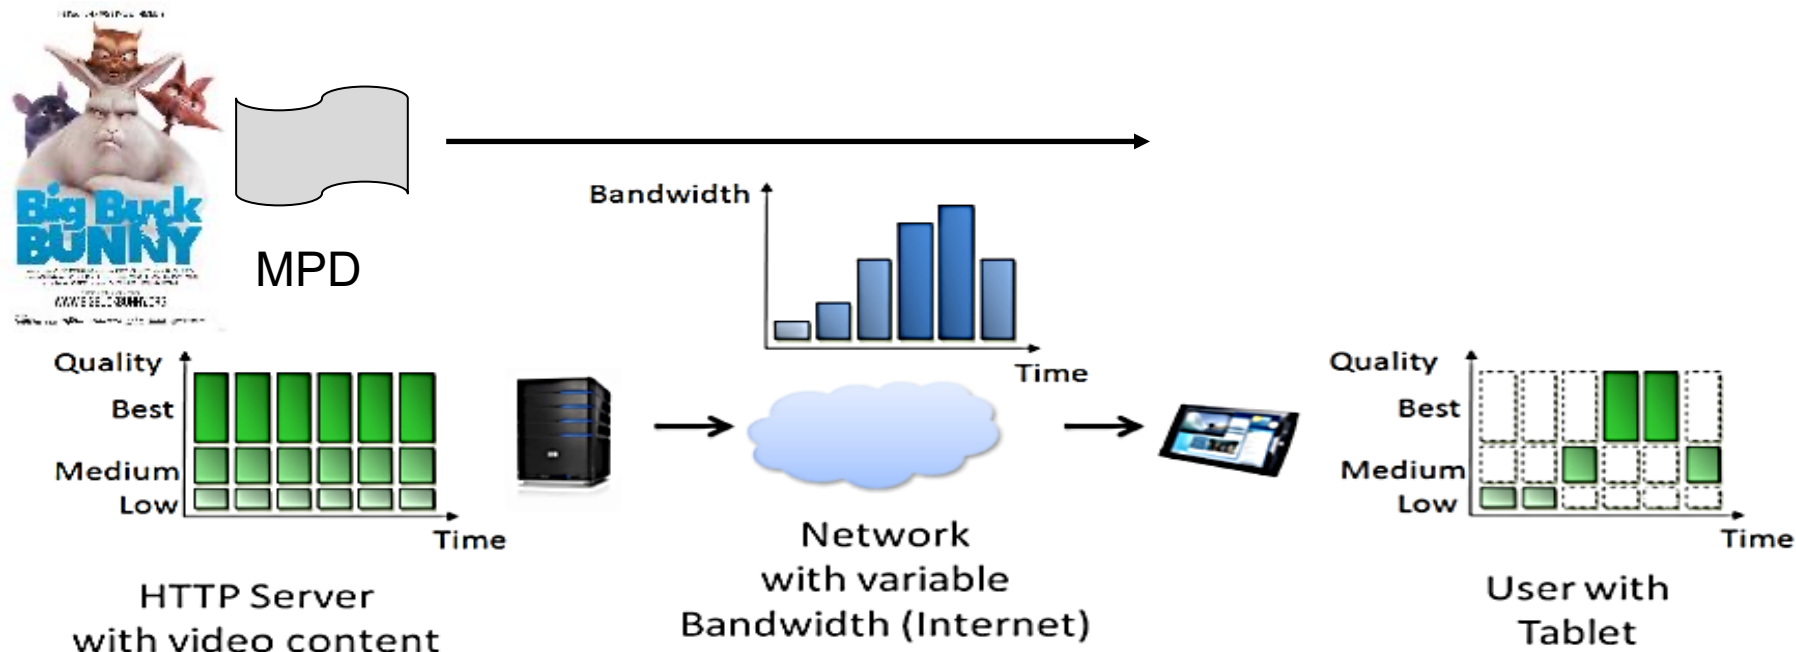 Big Buck
BUNNY
MPD
Bandwidth
Time
Quality
Best
Medium
Low
Time
HTTP Server
with video content
Network
with variable
Bandwidth (Internet)
Quality
Best
Medium
Low
Time
User with
Tablet